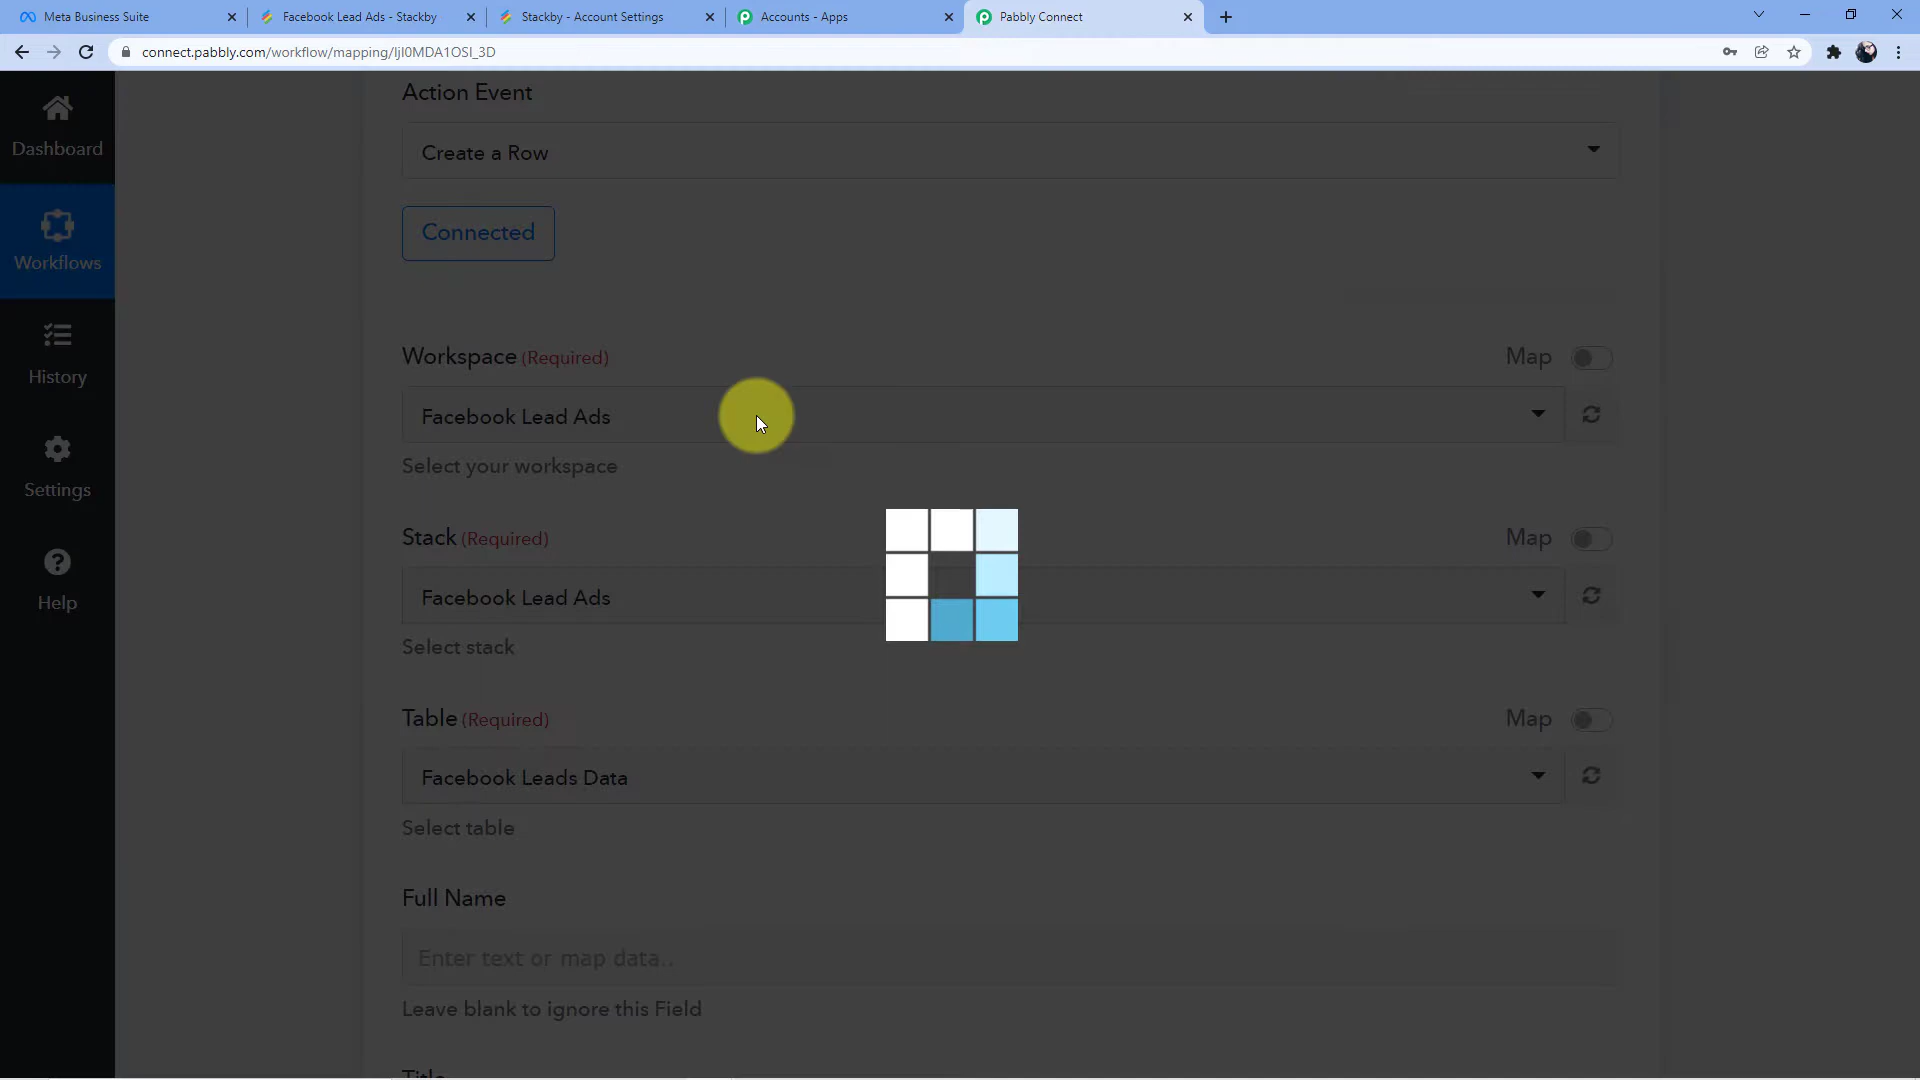 Meta Business Suite
Facebook Lead Ads - Stackby
Stackby - Account Settings
Accounts - Apps
Pabbly Connect
connect.pabbly.com/workflow/mapping/IjI0MDA1OSI_3D
Dashboard
Workflows
History
Settings
Help
Action Event
Create a Row
Connected
Workspace (Required)
Map
Facebook Lead Ads
Select your workspace
Stack (Required)
Map
Facebook Lead Ads
Select stack
Table (Required)
Map
Facebook Leads Data
Select table
Full Name
Enter text or map data..
Leave blank to ignore this Field
Title